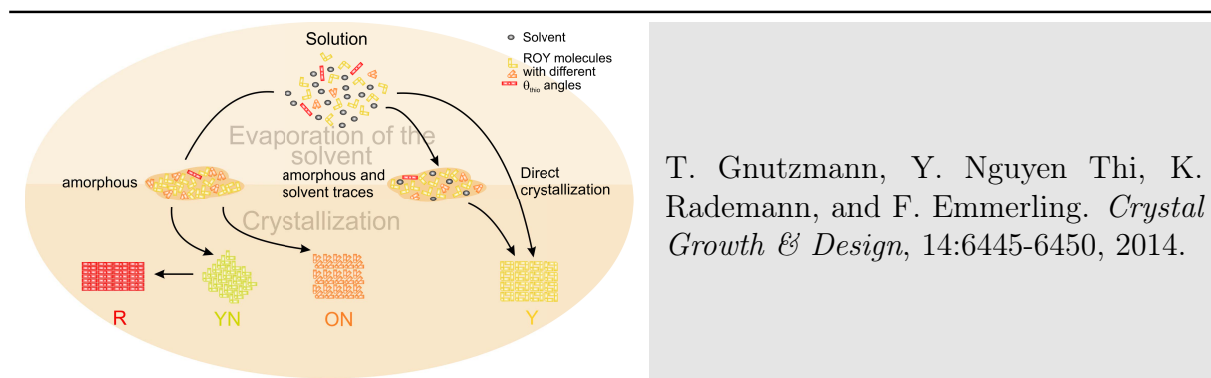 Solution
Solvent
ROY molecules
with different
θthio angles
Evaporation of the
solvent
amorphous
amorphous and
solvent traces
Direct
crystallization
Crystallization
R
YN
ON
Y
T. Gnutzmann, Y. Nguyen Thi, K.
Rademann, and F. Emmerling. Crystal
Growth & Design, 14:6445-6450, 2014.